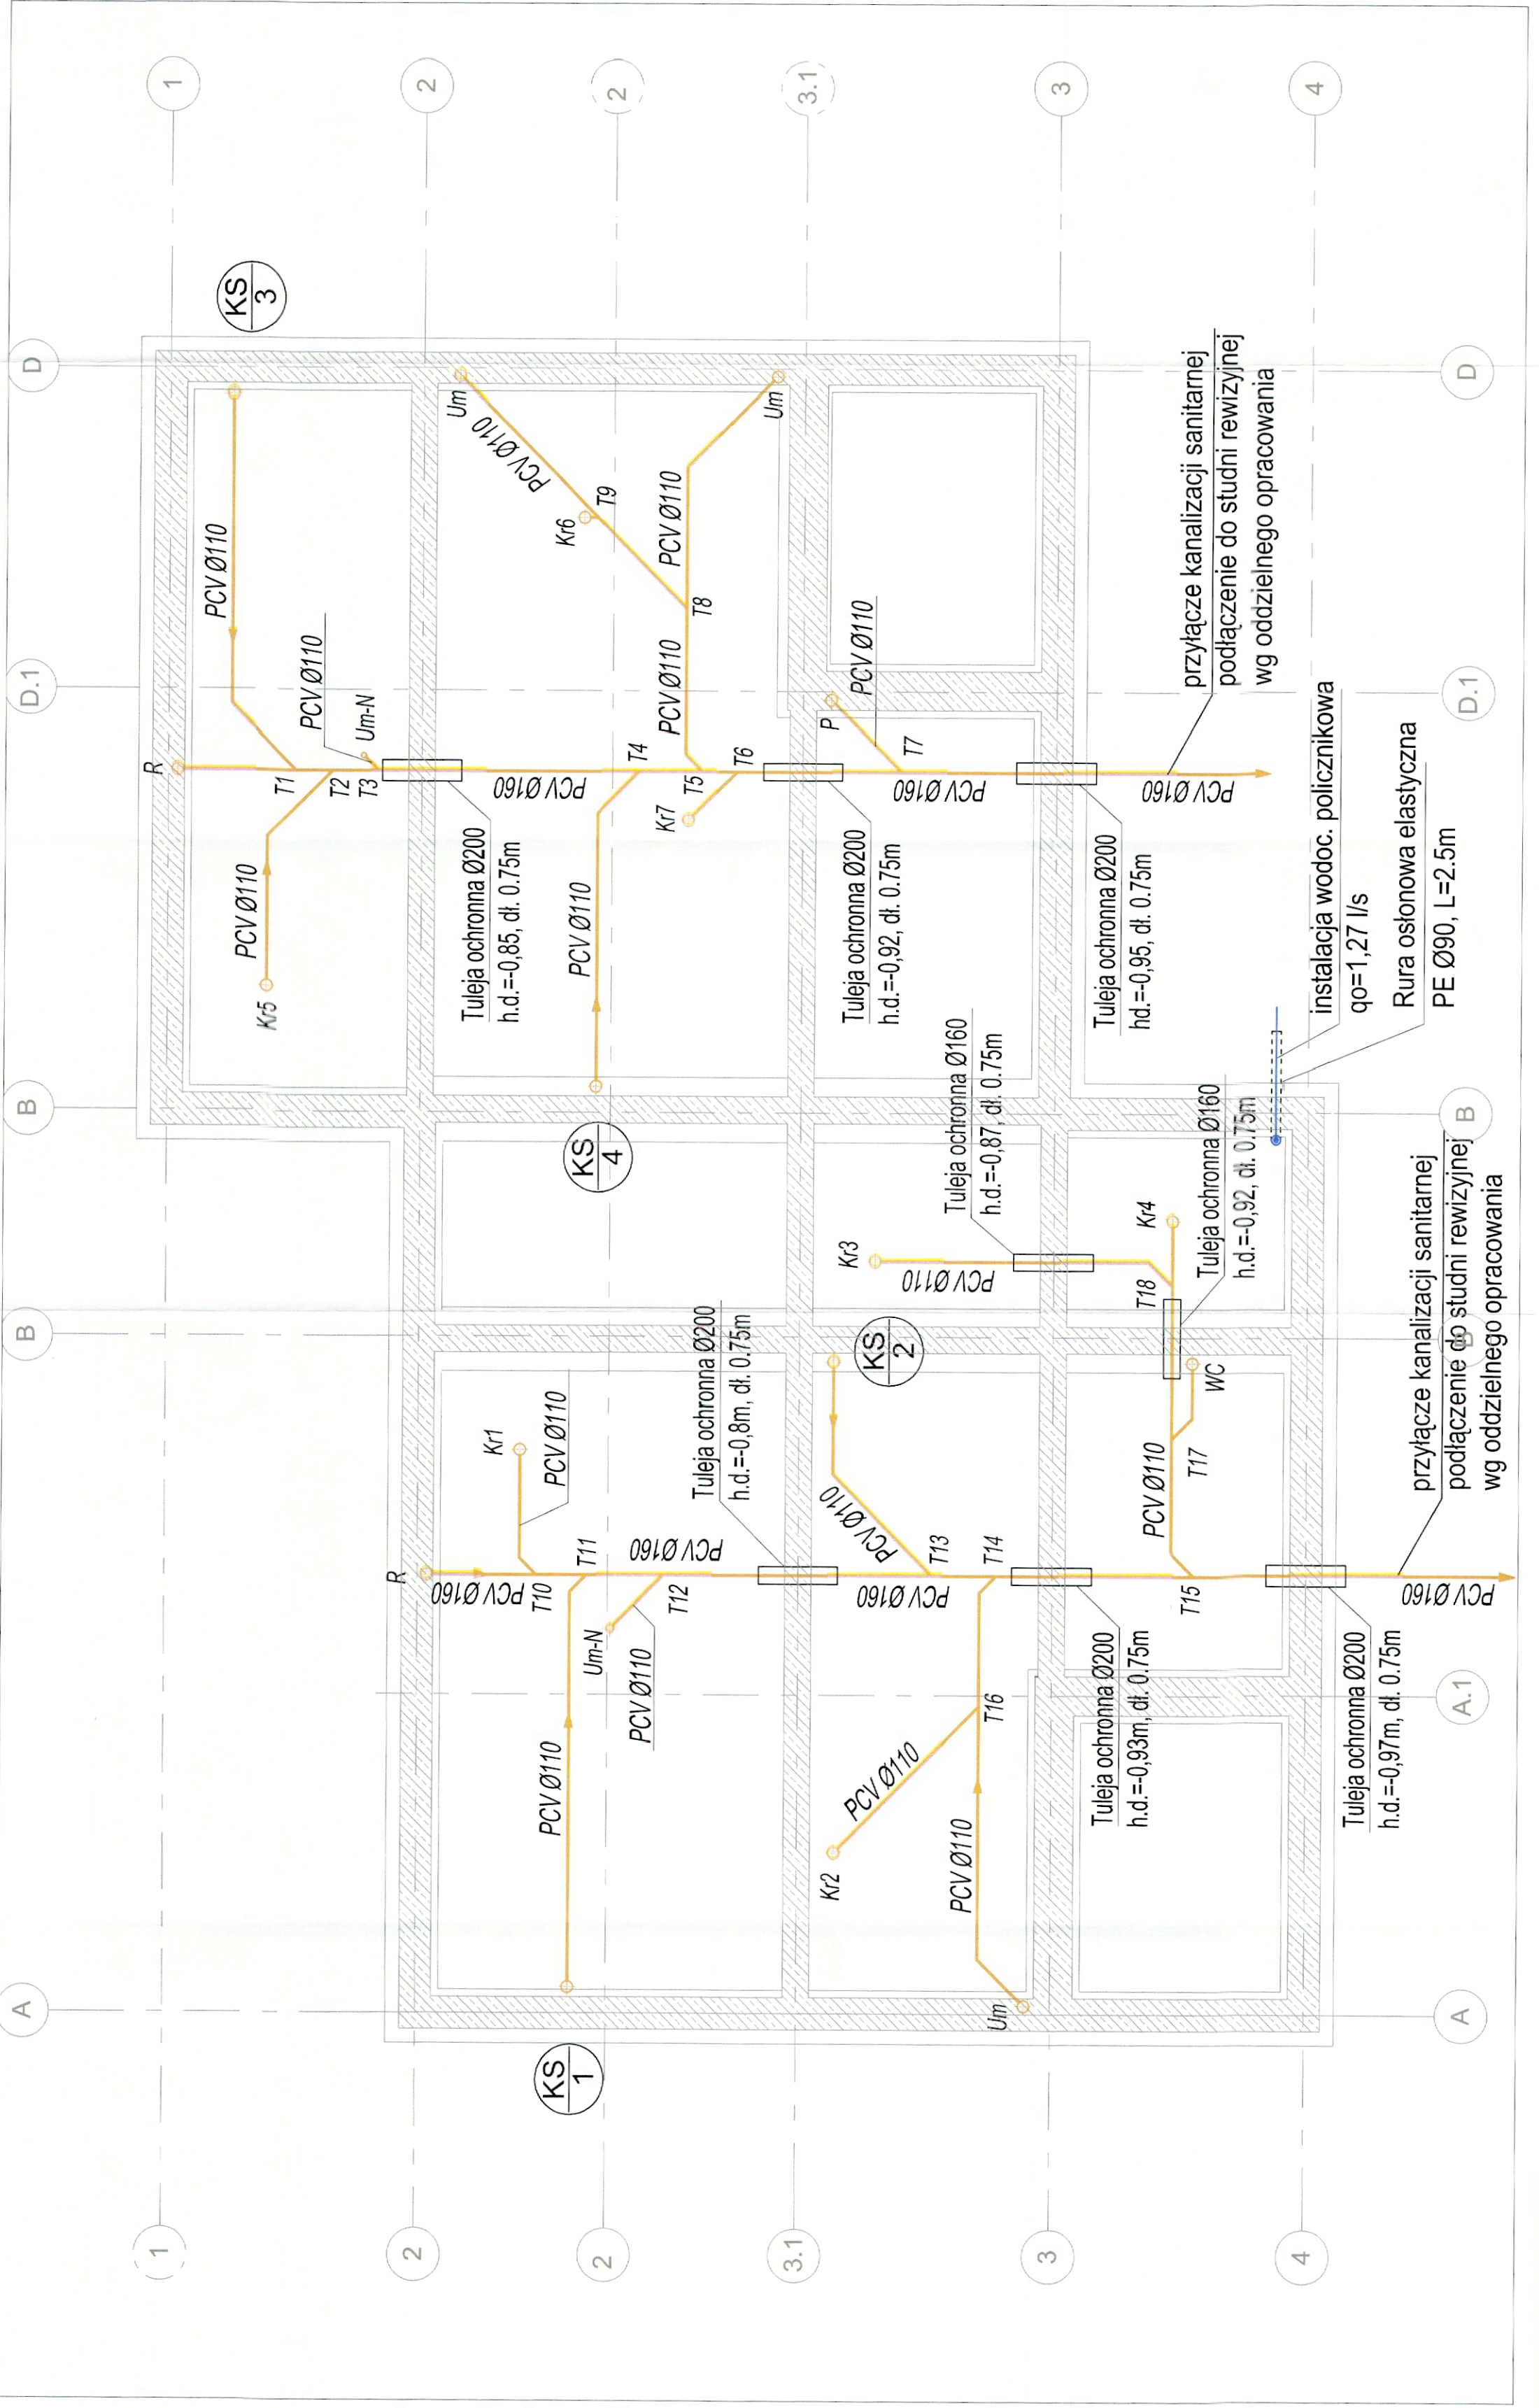 1
2
2
3.1
3
4
A
B
B
D.1
D
R
PCV Ø160
Kr1
PCV Ø110
T10
T11
PCV Ø160
PCV Ø110
KS
1
Um-N
PCV Ø110
T12
Tuleja ochronna Ø200
h.d.=-0,8m, dł. 0.75m
KS
2
PCV Ø110
T13
PCV Ø160
T14
Kr2
PCV Ø110
T16
PCV Ø110
Um
Tuleja ochronna Ø200
h.d.=-0,93m, dł. 0.75m
Kr3
PCV Ø110
Tuleja ochronna Ø160
h.d.=-0,87, dł. 0.75m
Kr4
T18
Tuleja ochronna Ø160
h.d.=-0,92, dł. 0.75m
WC
T17
PCV Ø110
T15
Tuleja ochronna Ø200
h.d.=-0,97m, dł. 0.75m
PCV Ø160
przyłącze kanalizacji sanitarnej
podłączenie do studni rewizyjnej
wg oddzielnego opracowania
R
KS
3
PCV Ø110
T1
PCV Ø110
Kr5
T2
T3
PCV Ø110
Um-N
Tuleja ochronna Ø200
h.d.=-0,85, dł. 0.75m
PCV Ø160
Um
PCV Ø110
Kr6
T9
KS
4
PCV Ø110
T4
PCV Ø110
T8
PCV Ø110
Um
T5
T6
Kr7
Tuleja ochronna Ø200
h.d.=-0,92, dł. 0.75m
P
PCV Ø110
T7
PCV Ø160
Tuleja ochronna Ø200
hd.=-0,95, dł. 0.75m
PCV Ø160
przyłącze kanalizacji sanitarnej
podłączenie do studni rewizyjnej
wg oddzielnego opracowania
instalacja wodoc. policznikowa
qo=1,27 l/s
Rura osłonowa elastyczna
PE Ø90, L=2.5m
1
2
2
3.1
3
4
A
A.1
B
B
D.1
D